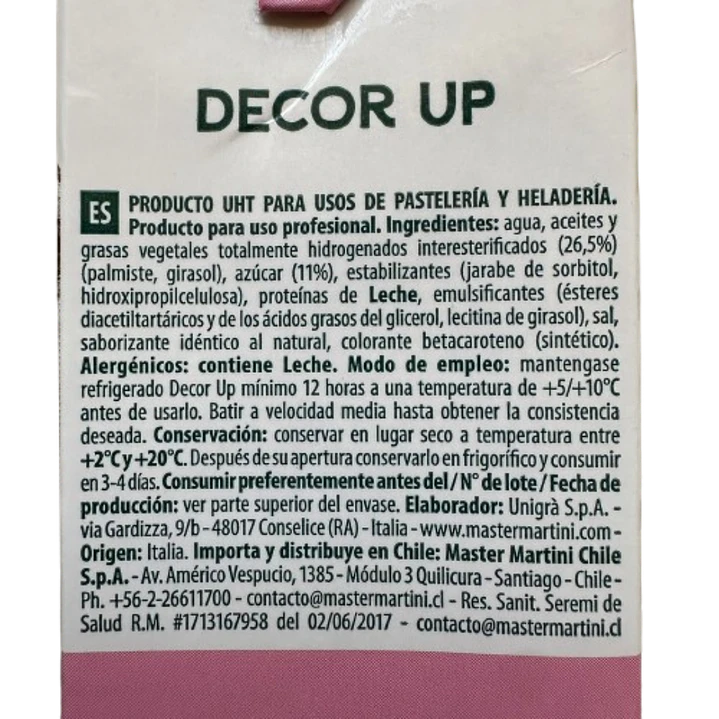 DECOR UP
ES PRODUCTO UHT PARA USOS DE PASTELERÍA Y HELADERÍA.
Producto para uso profesional. Ingredientes: agua, aceites y
grasas vegetales totalmente hidrogenados interesterificados (26,5%)
(palmiste, girasol), azúcar (11%), estabilizantes (jarabe de sorbitol,
hidroxipropilcelulosa), proteínas de Leche, emulsificantes (ésteres
diacetiltartáricos y de los ácidos grasos del glicerol, lecitina de girasol), sal,
saborizante idéntico al natural, colorante betacaroteno (sintético).
Alergénicos: contiene Leche. Modo de empleo: mantengase
refrigerado Decor Up mínimo 12 horas a una temperatura de +5/+10°C
antes de usarlo. Batir a velocidad media hasta obtener la consistencia
deseada. Conservación: conservar en lugar seco a temperatura entre
+2°C y +20°C. Después de su apertura conservarlo en frigorífico y consumir
en 3-4 días. Consumir preferentemente antes del / N° de lote / Fecha de
producción: ver parte superior del envase. Elaborador: Unigrà S.p.A. -
via Gardizza, 9/b - 48017 Conselice (RA) - Italia - www.mastermartini.com -
Origen: Italia. Importa y distribuye en Chile: Master Martini Chile
S.p.A. - Av. Américo Vespucio, 1385 - Módulo 3 Quilicura - Santiago - Chile -
Ph. +56-2-26611700 - contacto@mastermartini.cl - Res. Sanit. Seremi de
Salud R.M. #1713167958 del 02/06/2017 - contacto@mastermartini.cl